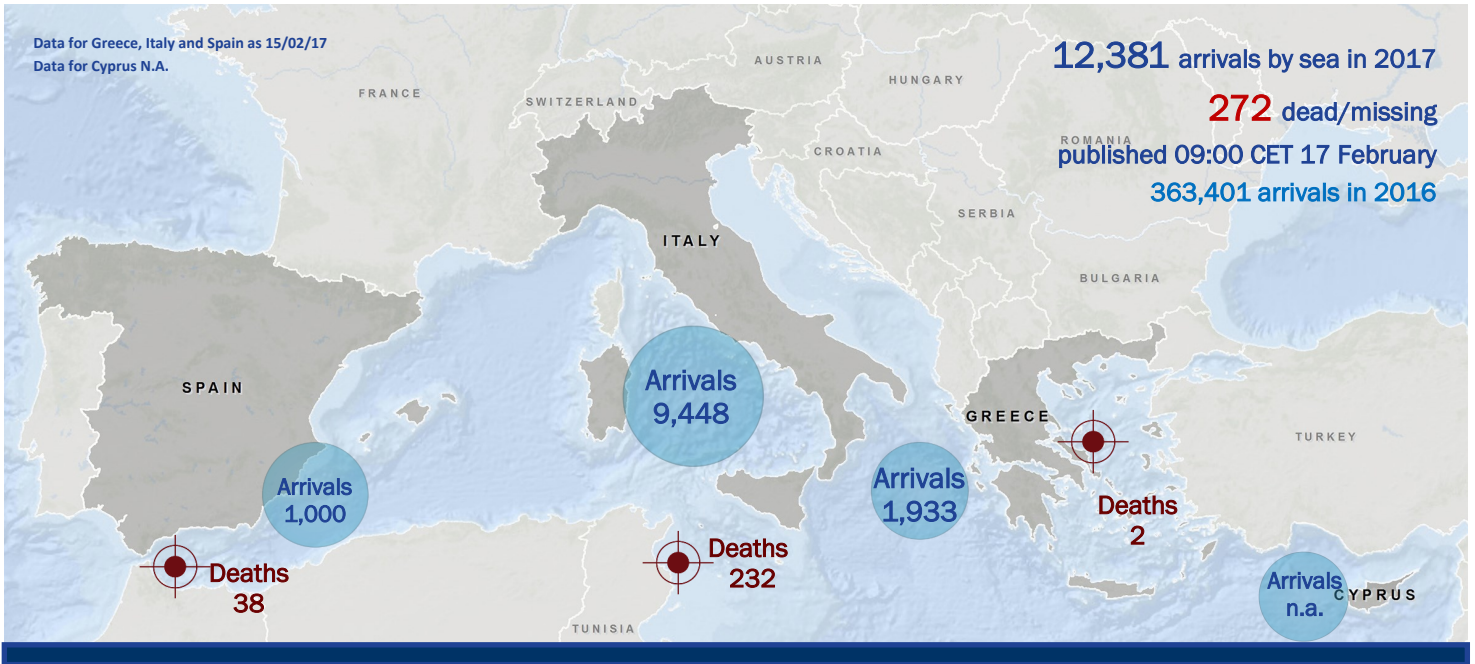 Data for Greece, Italy and Spain as 15/02/17
Data for Cyprus N.A.
12,381 arrivals by sea in 2017
272 dead/missing
published 09:00 CET 17 February
363,401 arrivals in 2016
AUSTRIA
HUNGARY
FRANCE
SWITZERLAND
ROMANIA
CROATIA
SERBIA
ITALY
BULGARIA
SPAIN
Arrivals
9,448
GREECE
TURKEY
Arrivals
1,000
Arrivals
1,933
Deaths
2
Deaths
38
Deaths
232
Arrivals
n.a.
CYPRUS
TUNISIA